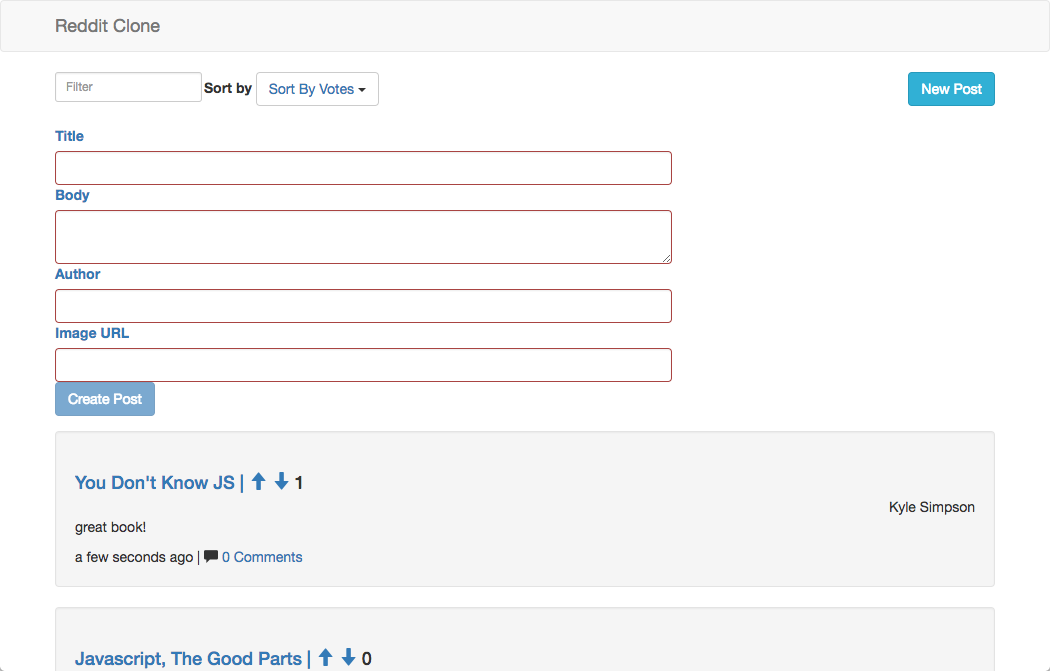 Reddit Clone
Filter Sort by Sort By Votes New Post
Title
Body
Author
Image URL
Create Post
You Don't Know JS | 1
Kyle Simpson
great book!
a few seconds ago | 0 Comments
Javascript, The Good Parts | 0